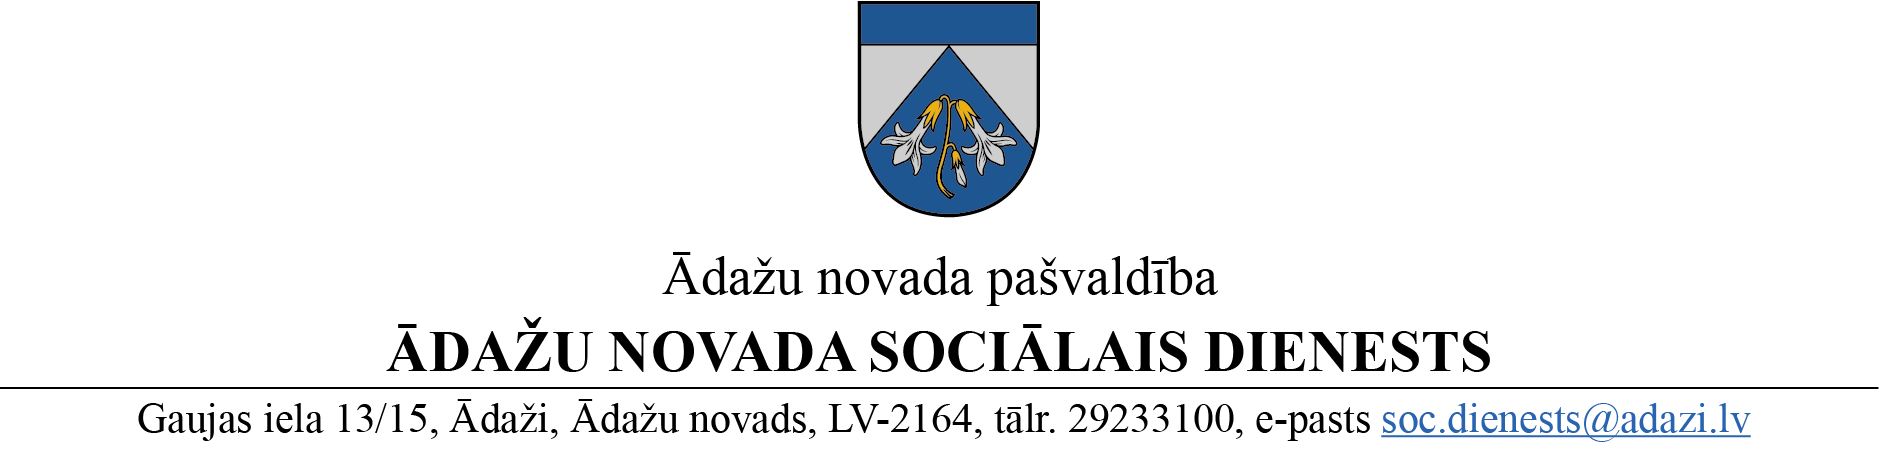 Ādažu novada pašvaldība
ĀDAŽU NOVADA SOCIĀLAIS DIENESTS
Gaujas iela 13/15, Ādaži, Ādažu novads, LV-2164, tālr. 29233100, e-pasts soc.dienests@adazi.lv